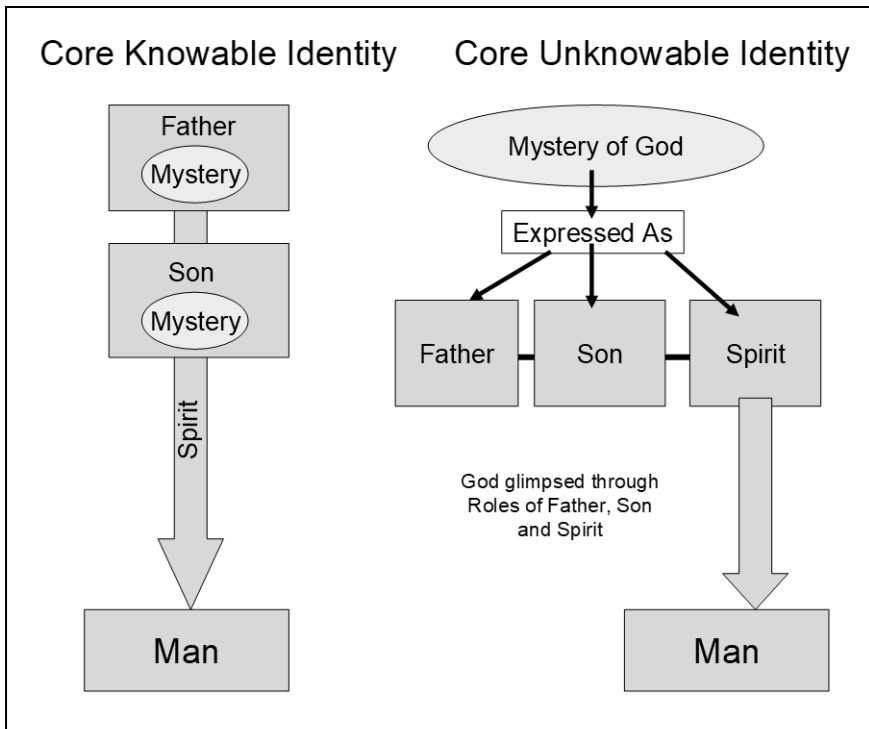 Core Knowable Identity
Father
Mystery
Son
Mystery
Spirit
Man
Core Unknowable Identity
Mystery of God
Expressed As
Father
Son
Spirit
God glimpsed through
Roles of Father, Son
and Spirit
Man